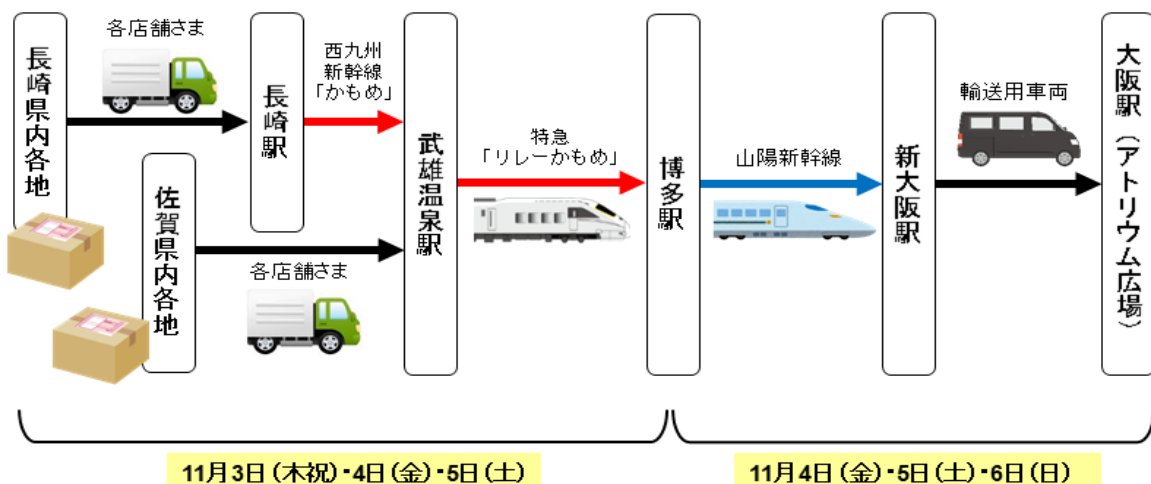 長崎県内各地
各店舗さま
長崎駅
西九州
新幹線
「かもめ」
佐賀県内各地
各店舗さま
武雄温泉駅
特急
「リレーかもめ」
博多駅
山陽新幹線
新大阪駅
輸送用車両
大阪駅(アトリウム広場)
11月3日(木祝)・4日(金)・5日(土)
11月4日(金)・5日(土)・6日(日)